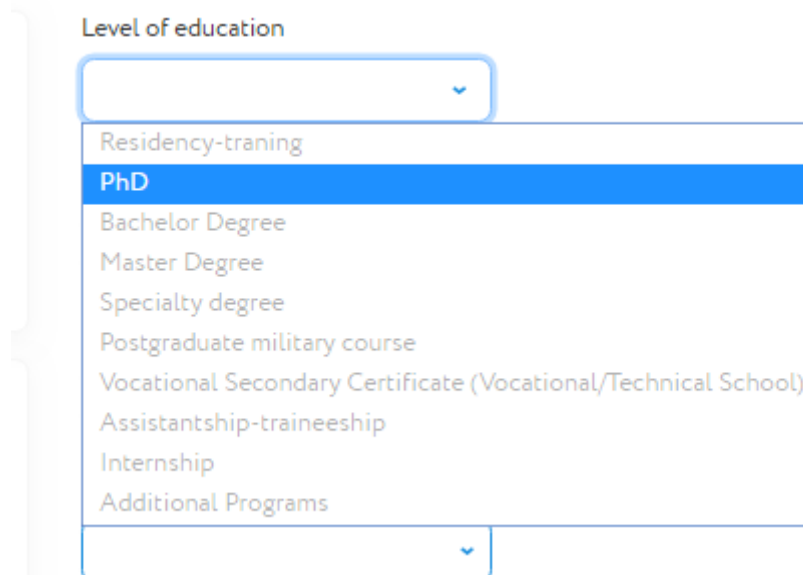 Level of education
Residency-traning
PhD
Bachelor Degree
Master Degree
Specialty degree
Postgraduate military course
Vocational Secondary Certificate (Vocational/Technical School)
Assistantship-traineeship
Internship
Additional Programs